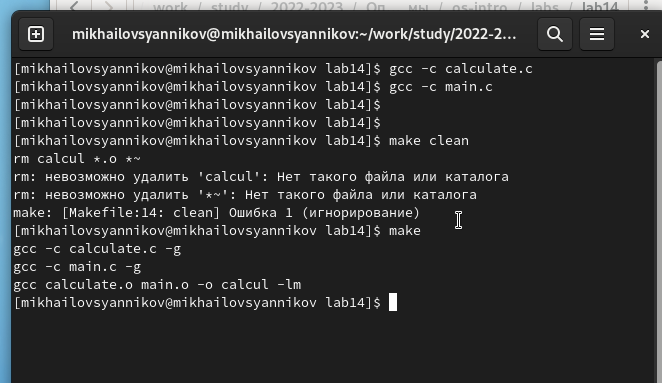 work / study / 2022-2023 / Оп... мы / os-intro / labs / lab14
mikhailovsyannikov@mikhailovsyannikov:~/work/study/2022-2...
[mikhailovsyannikov@mikhailovsyannikov lab14]$ gcc -c calculate.c
[mikhailovsyannikov@mikhailovsyannikov lab14]$ gcc -c main.c
[mikhailovsyannikov@mikhailovsyannikov lab14]$
[mikhailovsyannikov@mikhailovsyannikov lab14]$
[mikhailovsyannikov@mikhailovsyannikov lab14]$ make clean
rm calcul *.o *~
rm: невозможно удалить 'calcul': Нет такого файла или каталога
rm: невозможно удалить '*~': Нет такого файла или каталога
make: [Makefile:14: clean] Ошибка 1 (игнорирование)
[mikhailovsyannikov@mikhailovsyannikov lab14]$ make
gcc -c calculate.c -g
gcc -c main.c -g
gcc calculate.o main.o -o calcul -lm
[mikhailovsyannikov@mikhailovsyannikov lab14]$